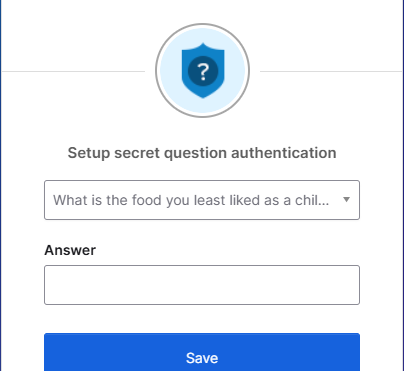 ?
Setup secret question authentication
What is the food you least liked as a chil...
Answer
Save